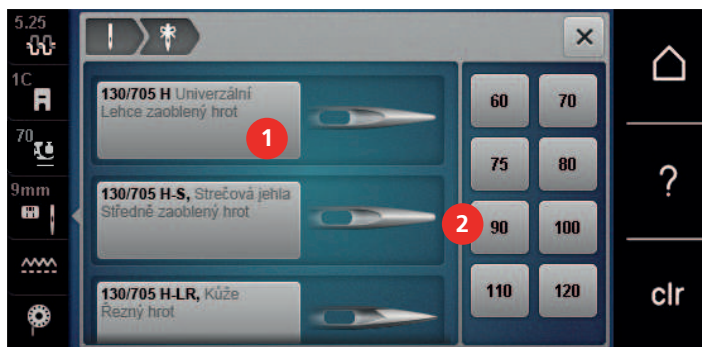 5.25
1C
70
9mm
130/705 H Univerzální
Lehce zaoblený hrot
1
130/705 H-S, Strečová jehla
Středně zaoblený hrot
2
130/705 H-LR, Kůže
Řezný hrot
60 70
75 80
90 100
110 120
?
clr